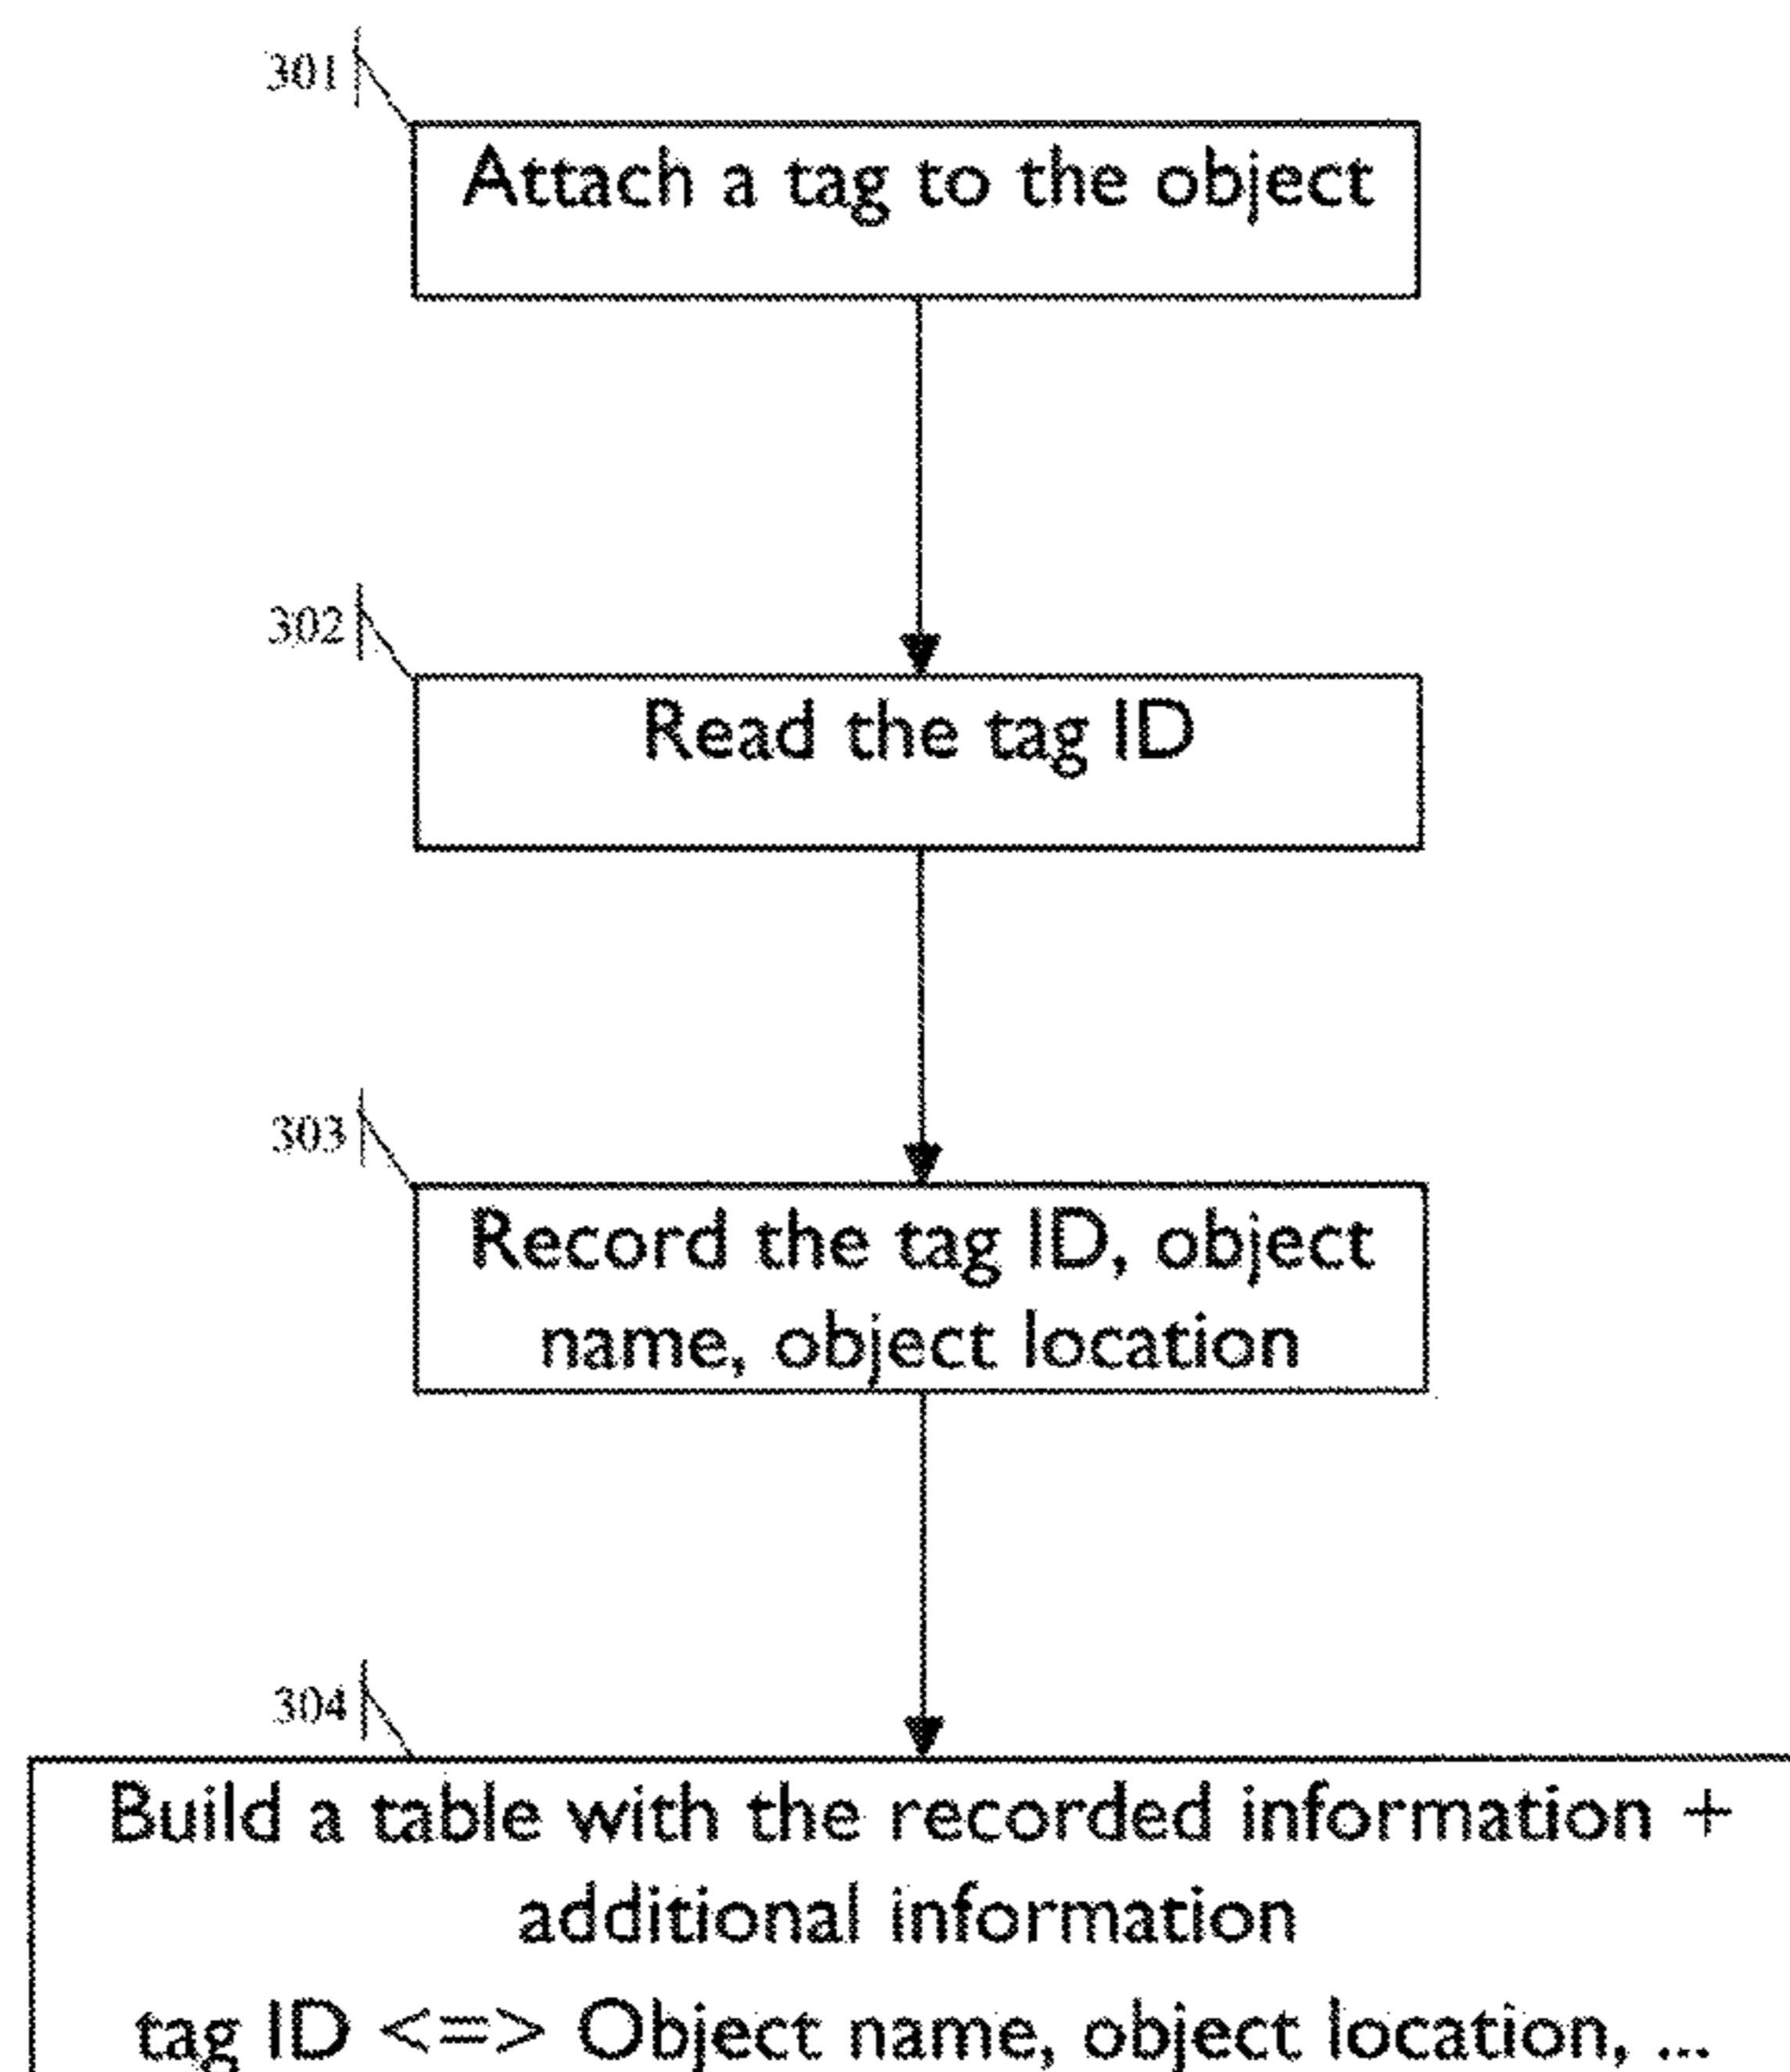 301
Attach a tag to the object
302
Read the tag ID
303
Record the tag ID, object
name, object location
304
Build a table with the recorded information +
additional information
tag ID <=> Object name, object location, ...